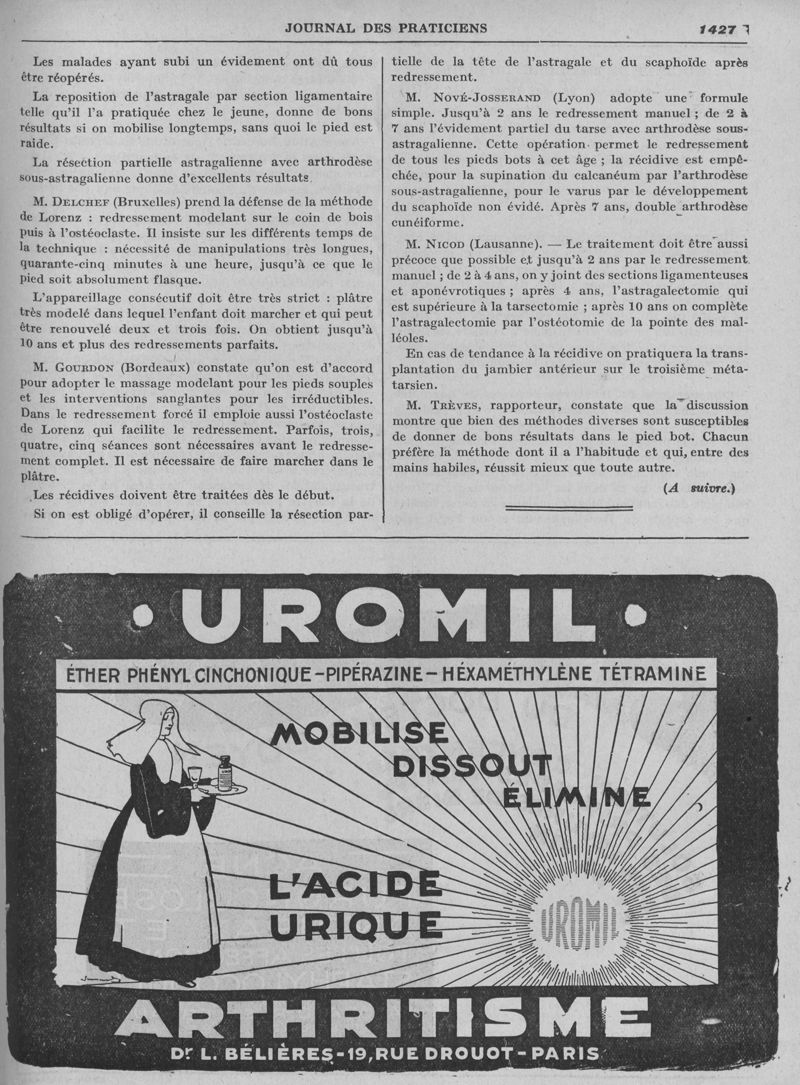 JOURNAL DES PRATICIENS
1427
Les malades ayant subi un évidement ont dû tous
être réopérés.
La reposition de l'astragale par section ligamentaire
telle qu'il l'a pratiquée chez le jeune, donne de bons
résultats si on mobilise longtemps, sans quoi le pied est
raide.
La résection partielle astragalienne avec arthrodèse
sous-astragalienne donne d'excellents résultats.
M. DELCHEF (Bruxelles) prend la défense de la méthode
de Lorenz : redressement modelant sur le coin de bois
puis à l'ostéoclaste. Il insiste sur les différents temps de
la technique : nécessité de manipulations très longues,
quarante-cinq minutes à une heure, jusqu'à ce que le
pied soit absolument flasque.
L'appareillage consécutif doit être très strict : plâtre
très modelé dans lequel l'enfant doit marcher et qui peut
être renouvelé deux et trois fois. On obtient jusqu'à
10 ans et plus des redressements parfaits.
M. GOURDON (Bordeaux) constate qu'on est d'accord
pour adopter le massage modelant pour les pieds souples
et les interventions sanglantes pour les irréductibles.
Dans le redressement forcé il emploie aussi l'ostéoclaste
de Lorenz qui facilite le redressement. Parfois, trois,
quatre, cinq séances sont nécessaires avant le redresse-
ment complet. Il est nécessaire de faire marcher dans le
plâtre.
Les récidives doivent être traitées dès le début.
Si on est obligé d'opérer, il conseille la résection par-
tielle de la tête de l'astragale et du scaphoïde après
redressement.
M. NOVÉ-JOSSERAND (Lyon) adopte une formule
simple. Jusqu'à 2 ans le redressement manuel ; de 2 à
7 ans l'évidement partiel du tarse avec arthrodèse sous-
astragalienne. Cette opération permet le redressement
de tous les pieds bots à cet âge ; la récidive est empê-
chée, pour la supination du calcanéum par l'arthrodèse
sous-astragalienne, pour le varus par le développement
du scaphoïde non évidé. Après 7 ans, double arthrodèse
cunéiforme.
M. NICOD (Lausanne). — Le traitement doit être aussi
précoce que possible et jusqu'à 2 ans par le redressement
manuel ; de 2 à 4 ans, on y joint des sections ligamenteuses
et aponévrotiques ; après 4 ans, l'astragalectomie qui
est supérieure à la tarsectomie ; après 10 ans on complète
l'astragalectomie par l'ostéotomie de la pointe des mal-
léoles.
En cas de tendance à la récidive on pratiquera la trans-
plantation du jambier antérieur sur le troisième méta-
tarsien.
M. TRÈVES, rapporteur, constate que la discussion
montre que bien des méthodes diverses sont susceptibles
de donner de bons résultats dans le pied bot. Chacun
préfère la méthode dont il a l'habitude et qui, entre des
mains habiles, réussit mieux que toute autre.
(A suivre.)
• UROMIL •
ÉTHER PHÉNYL CINCHONIQUE - PIPÉRAZINE - HÉXAMÉTHYLÈNE TÉTRAMINE
MOBILISE
DISSOUT
ÉLIMINE
L'ACIDE
URIQUE
UROMIL
ARTHRITISME
Dr L. BÉLIÈRES - 19, RUE DROUOT - PARIS